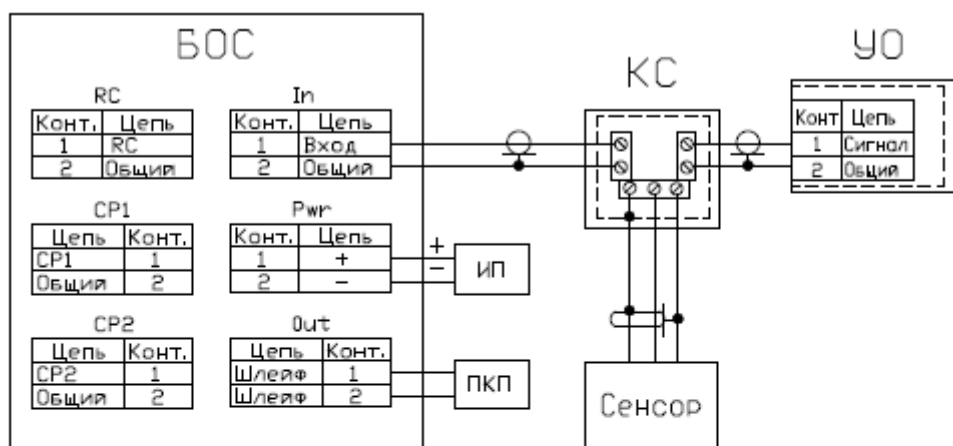 БОС
КС
УО
RC
In
Конт. Цепь
1 RC
2 Общий
Конт. Цепь
1 Вход
2 Общий
Конт Цепь
1 Сигнал
2 Общий
CP1
Pwr
Цепь Конт.
CP1 1
Общий 2
Конт. Цепь
1 +
2 −
+
−
ИП
CP2
Out
Цепь Конт.
CP2 1
Общий 2
Цепь Конт.
Шлейф 1
Шлейф 2
ПКП
Сенсор